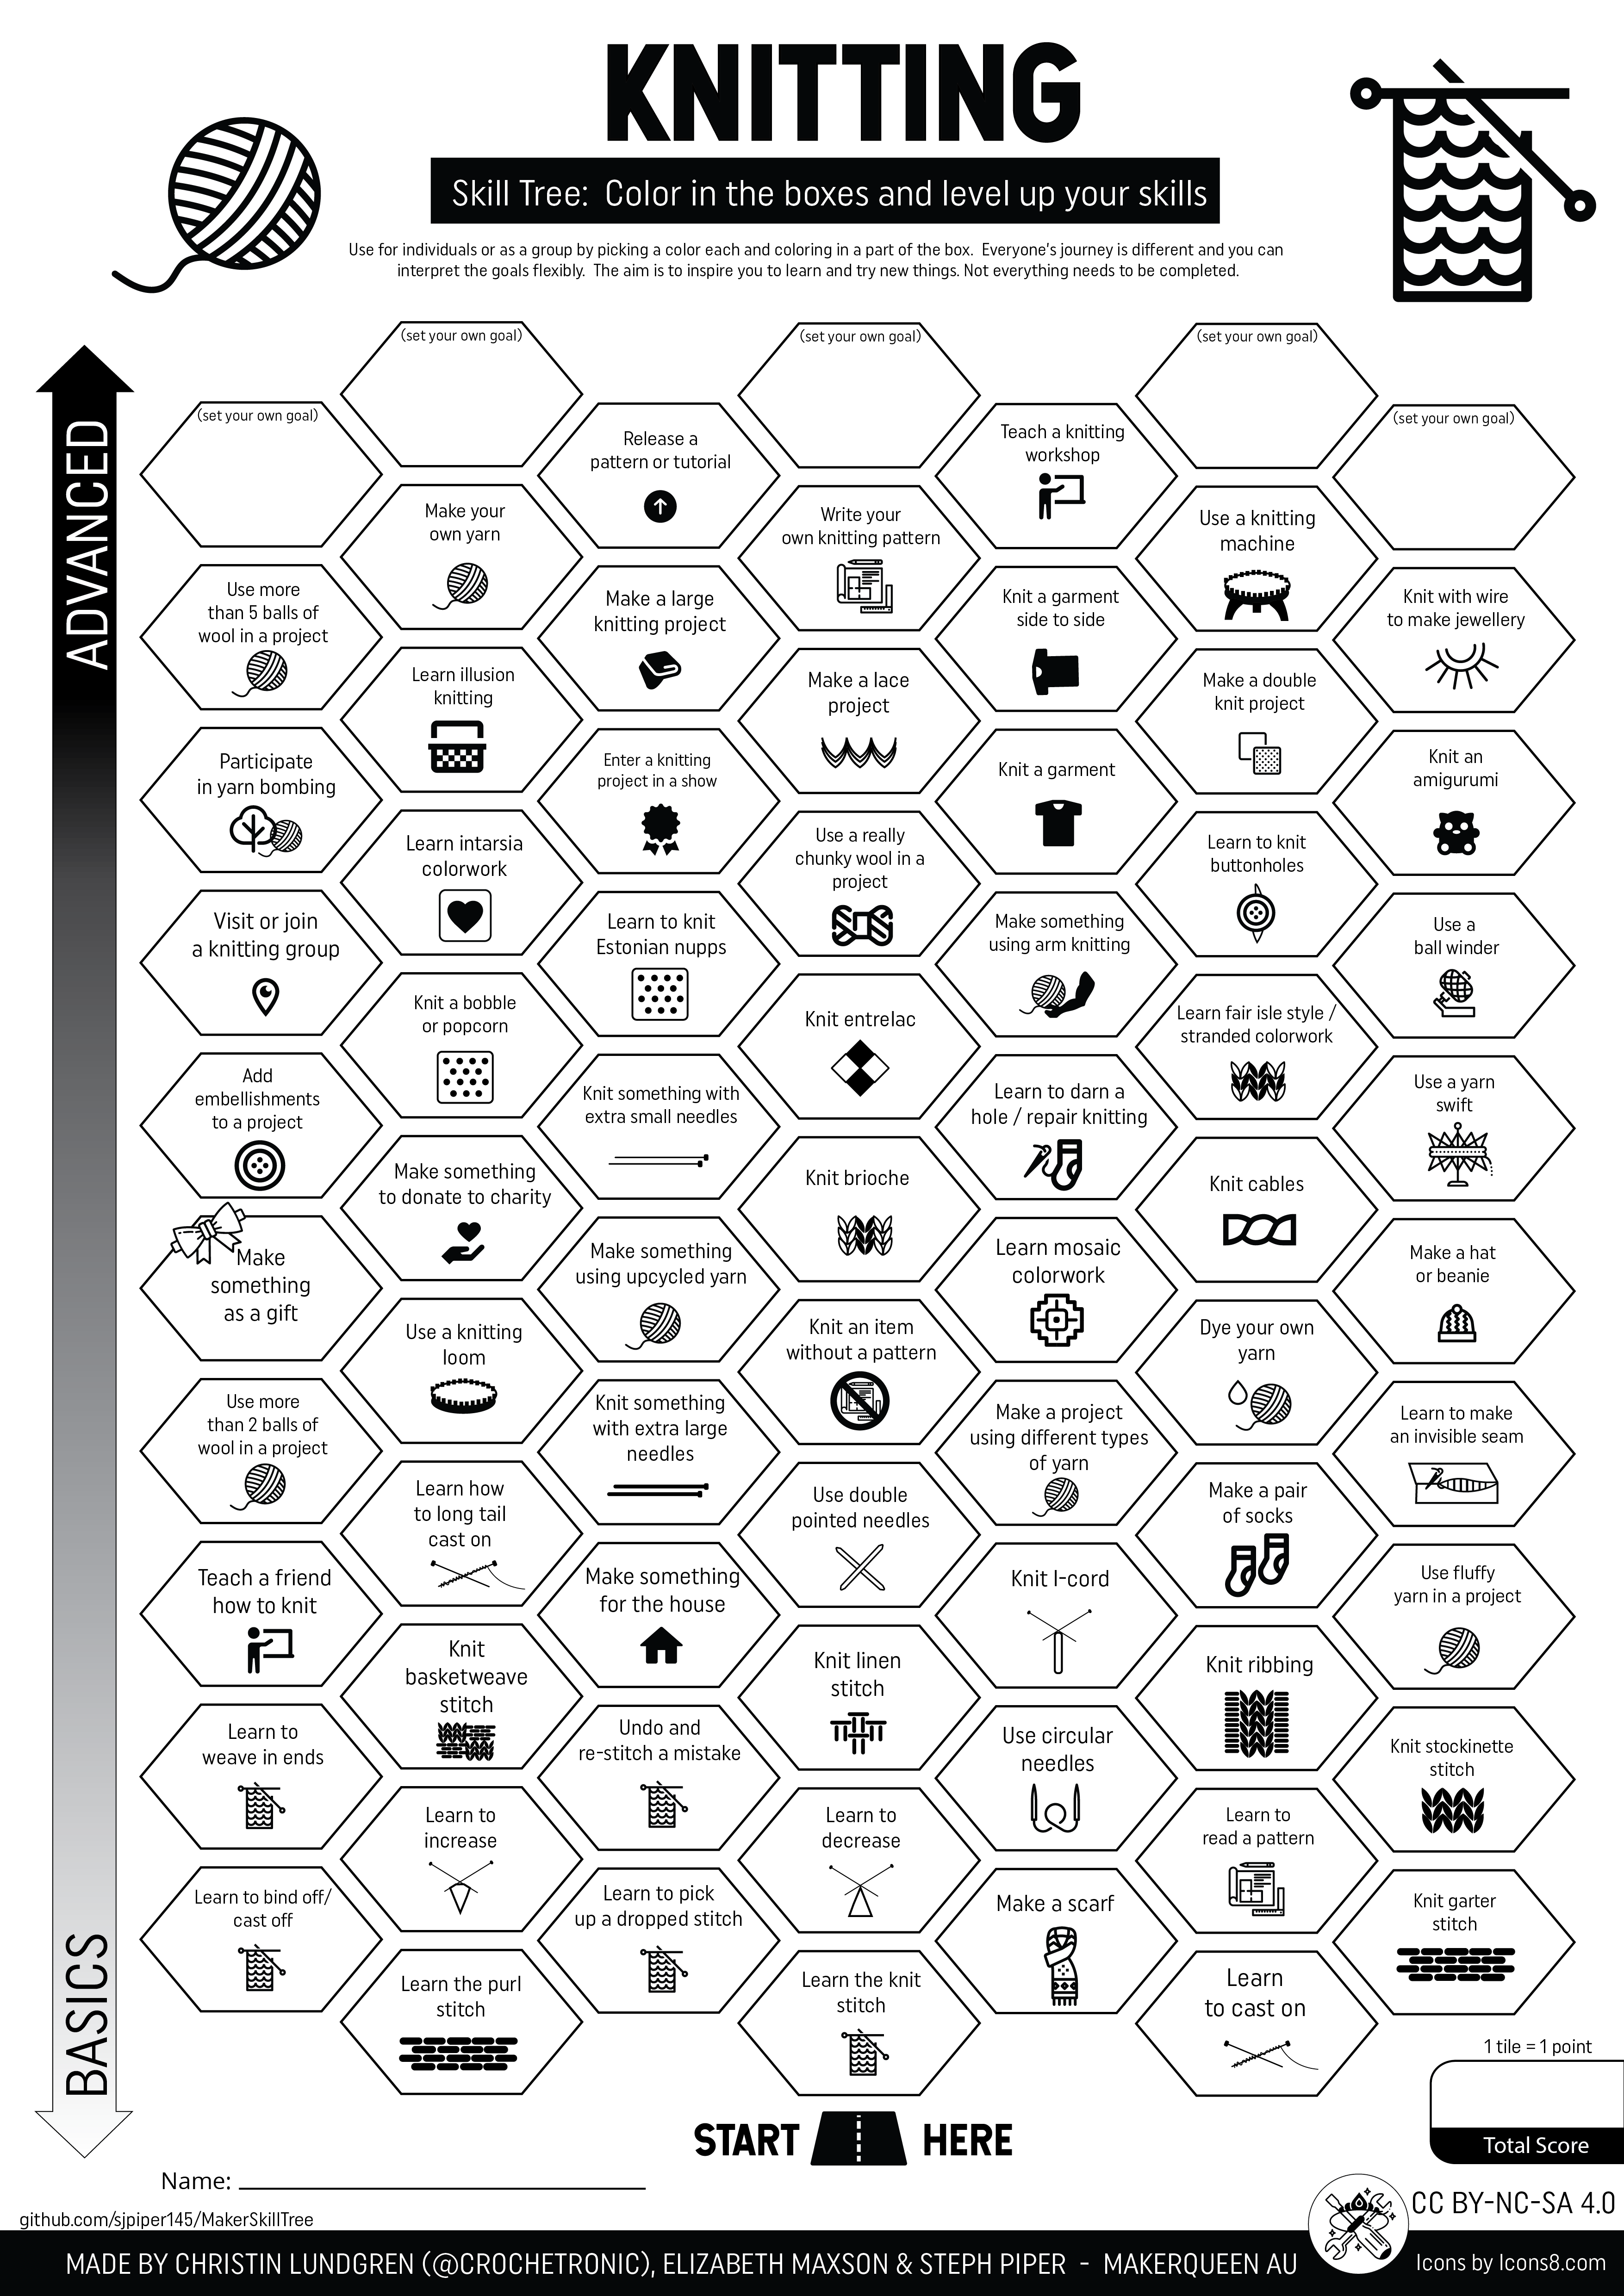 KNITTING
Skill Tree:  Color in the boxes and level up your skills
Use for individuals or as a group by picking a color each and coloring in a part of the box.  Everyone's journey is different and you can
interpret the goals flexibly.  The aim is to inspire you to learn and try new things. Not everything needs to be completed.
ADVANCED
BASICS
(set your own goal)
(set your own goal)
(set your own goal)
(set your own goal)
Release a
pattern or tutorial
Teach a knitting
workshop
(set your own goal)
Make your
own yarn
Write your
own knitting pattern
Use a knitting
machine
Use more
than 5 balls of
wool in a project
Make a large
knitting project
Knit a garment
side to side
Knit with wire
to make jewellery
Learn illusion
knitting
Make a lace
project
Make a double
knit project
Participate
in yarn bombing
Enter a knitting
project in a show
Knit a garment
Knit an
amigurumi
Learn intarsia
colorwork
Use a really
chunky wool in a
project
Learn to knit
buttonholes
Visit or join
a knitting group
Learn to knit
Estonian nupps
Make something
using arm knitting
Use a
ball winder
Knit a bobble
or popcorn
Knit entrelac
Learn fair isle style /
stranded colorwork
Add
embellishments
to a project
Knit something with
extra small needles
Learn to darn a
hole / repair knitting
Use a yarn
swift
Make something
to donate to charity
Knit brioche
Knit cables
Make
something
as a gift
Make something
using upcycled yarn
Learn mosaic
colorwork
Make a hat
or beanie
Use a knitting
loom
Knit an item
without a pattern
Dye your own
yarn
Use more
than 2 balls of
wool in a project
Knit something
with extra large
needles
Make a project
using different types
of yarn
Learn to make
an invisible seam
Learn how
to long tail
cast on
Use double
pointed needles
Make a pair
of socks
Teach a friend
how to knit
Make something
for the house
Knit I-cord
Use fluffy
yarn in a project
Knit
basketweave
stitch
Knit linen
stitch
Knit ribbing
Learn to
weave in ends
Undo and
re-stitch a mistake
Use circular
needles
Knit stockinette
stitch
Learn to
increase
Learn to
decrease
Learn to
read a pattern
Learn to bind off/
cast off
Learn to pick
up a dropped stitch
Make a scarf
Knit garter
stitch
Learn the purl
stitch
Learn the knit
stitch
Learn
to cast on
1 tile = 1 point
Total Score
START HERE
Name:
github.com/sjpiper145/MakerSkillTree
CC BY-NC-SA 4.0
MADE BY CHRISTIN LUNDGREN (@CROCHETRONIC), ELIZABETH MAXSON & STEPH PIPER  -  MAKERQUEEN AU
Icons by Icons8.com